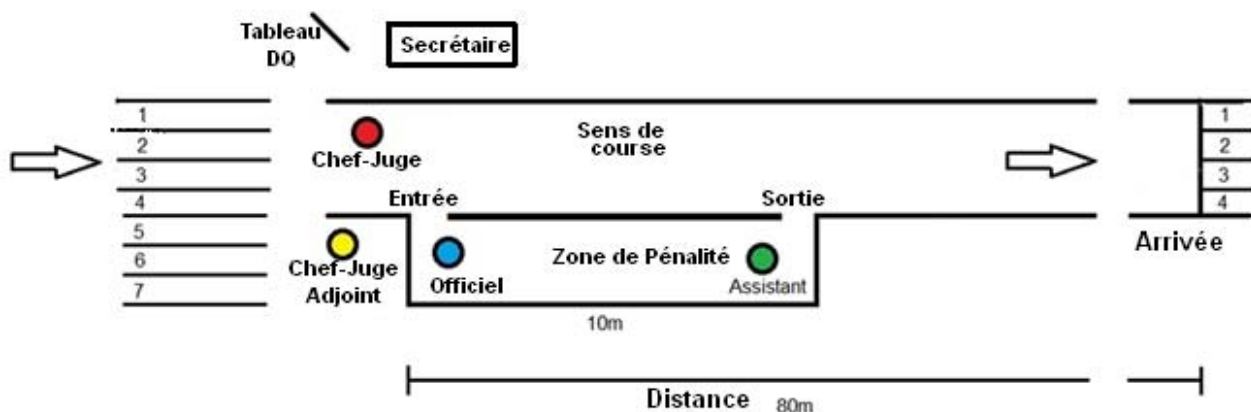 Tableau
DQ
Secrétaire
1
2
3
4
5
6
7
Chef-Juge
Sens de
course
1
2
3
4
Entrée
Sortie
Arrivée
Chef-Juge
Adjoint
Officiel
Zone de Pénalité
Assistant
10m
Distance
80m